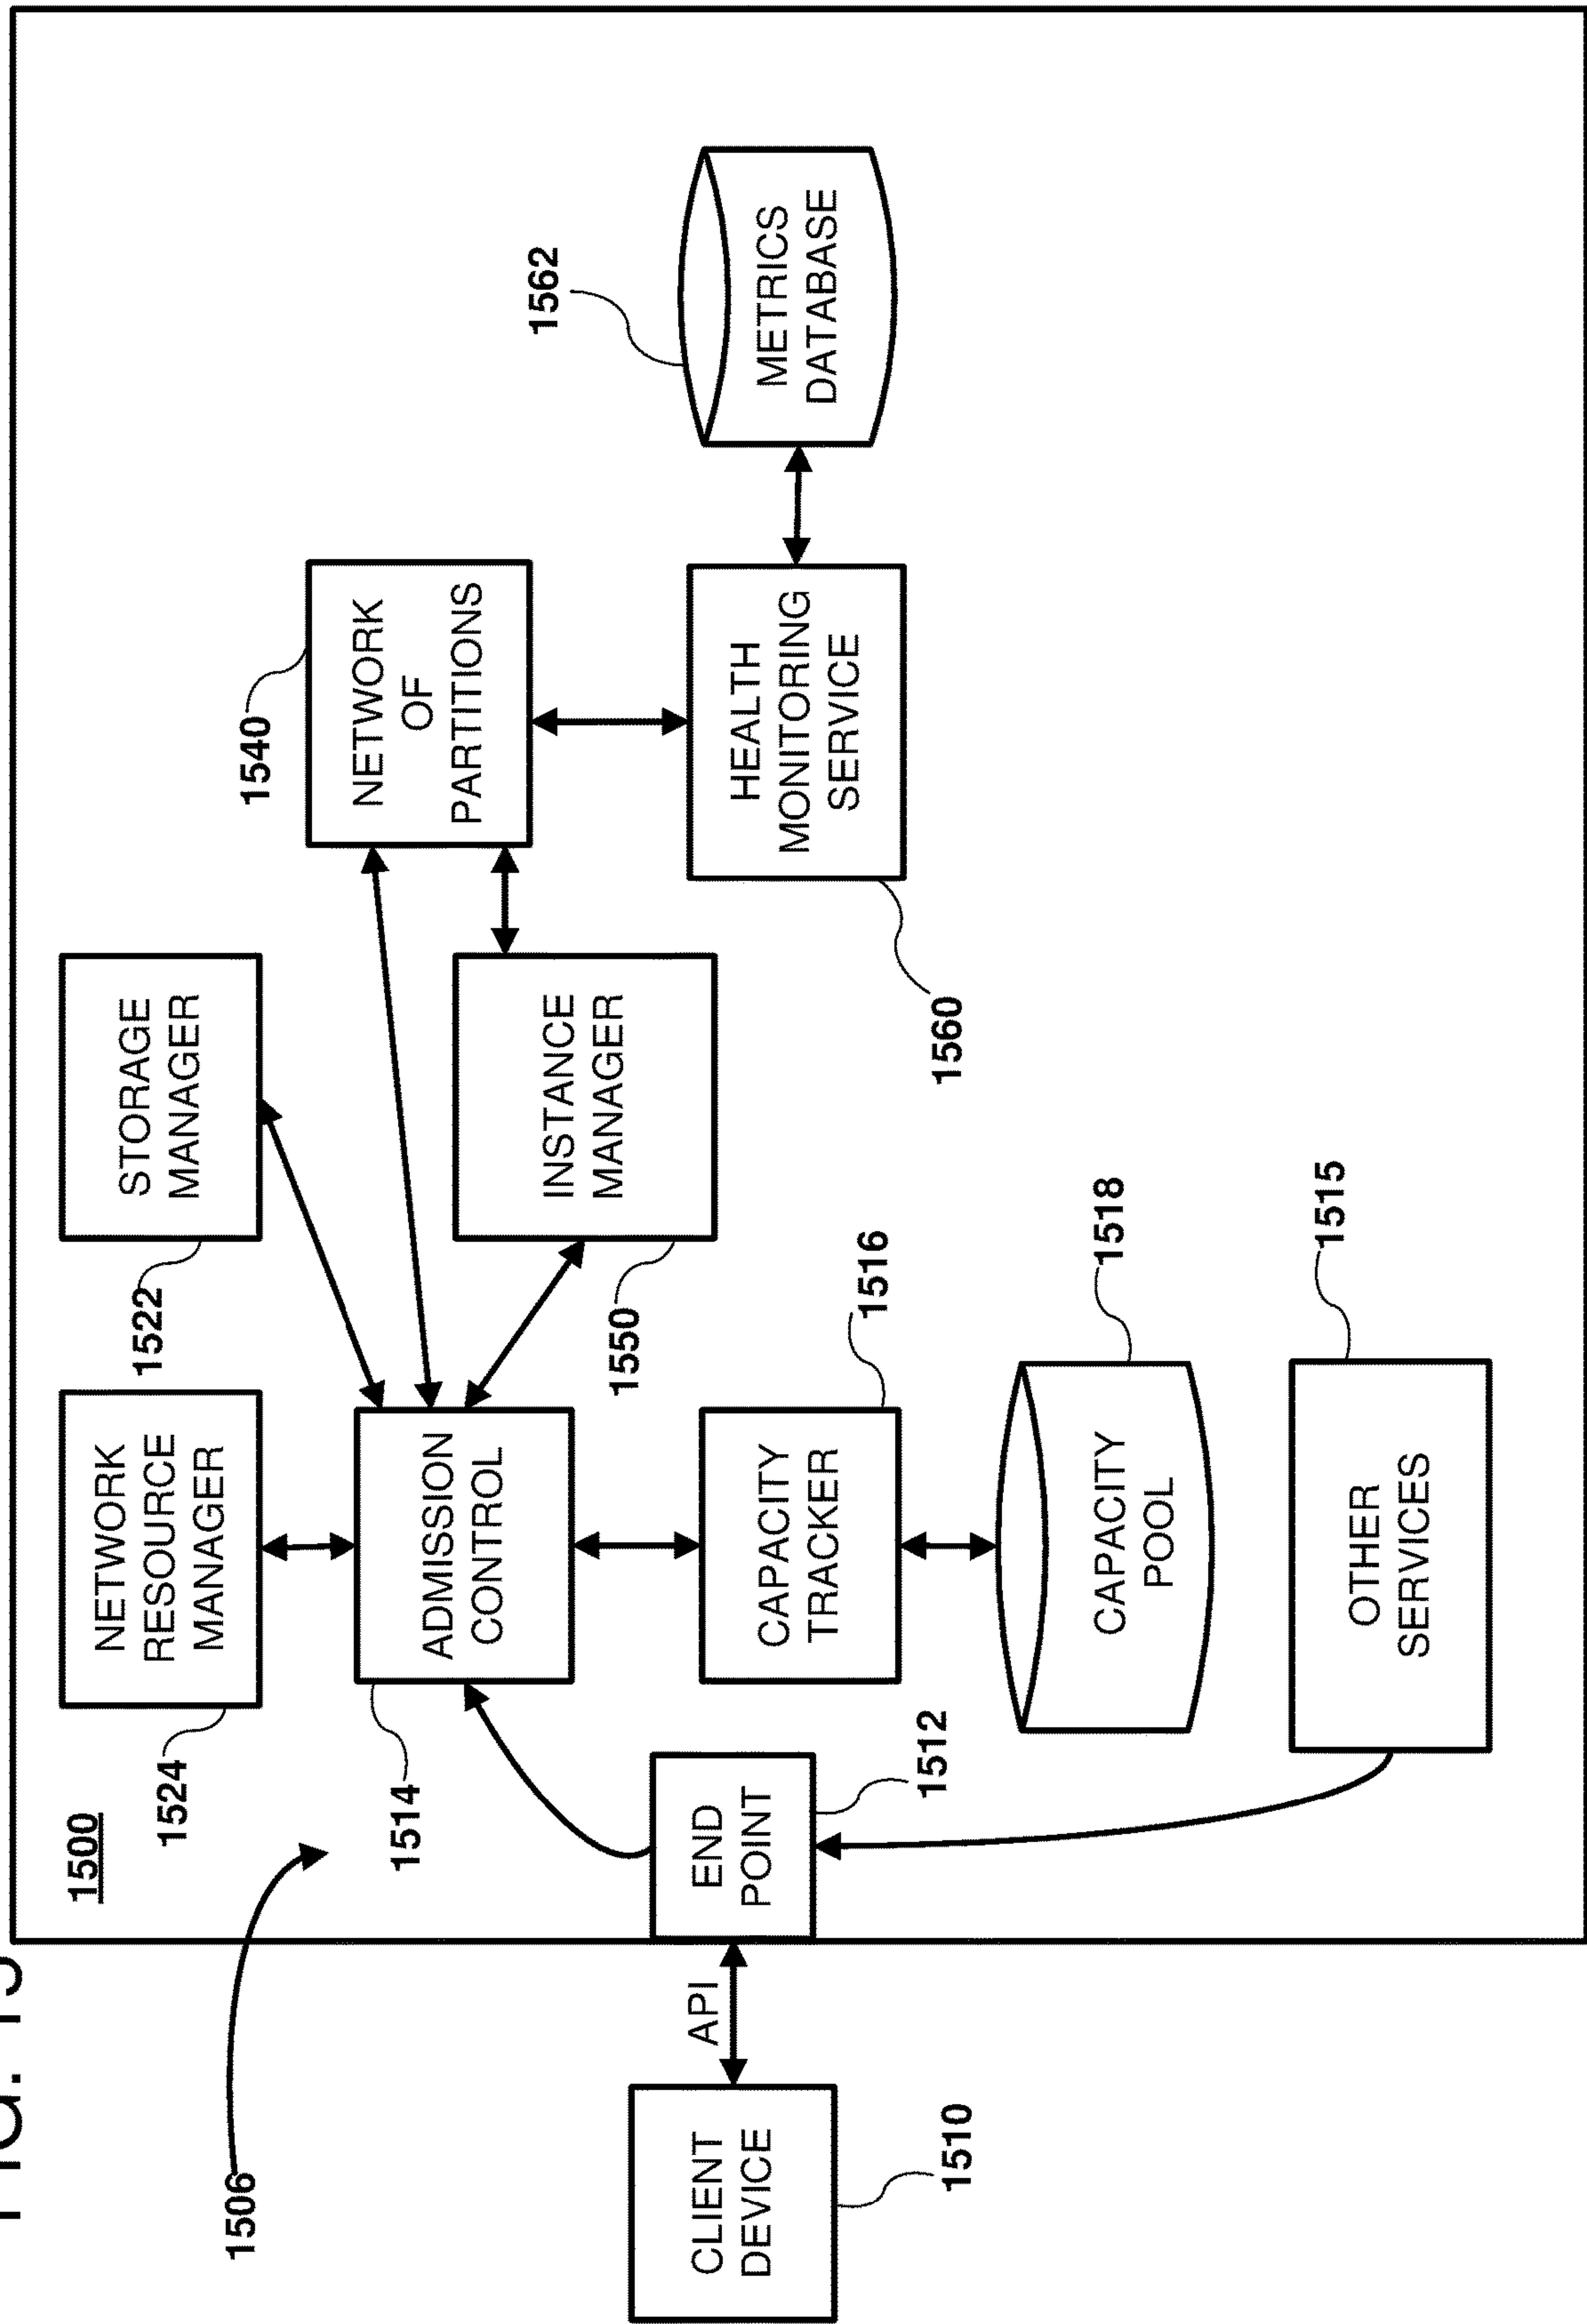 FIG. 15
1500
1524
NETWORK
RESOURCE
MANAGER
1522
STORAGE
MANAGER
1506
1540
NETWORK
OF
PARTITIONS
1514
ADMISSION
CONTROL
1550
INSTANCE
MANAGER
1562
METRICS
DATABASE
API
CLIENT
DEVICE
1510
END
POINT
1512
CAPACITY
TRACKER
1516
HEALTH
MONITORING
SERVICE
1560
CAPACITY
POOL
1518
OTHER
SERVICES
1515